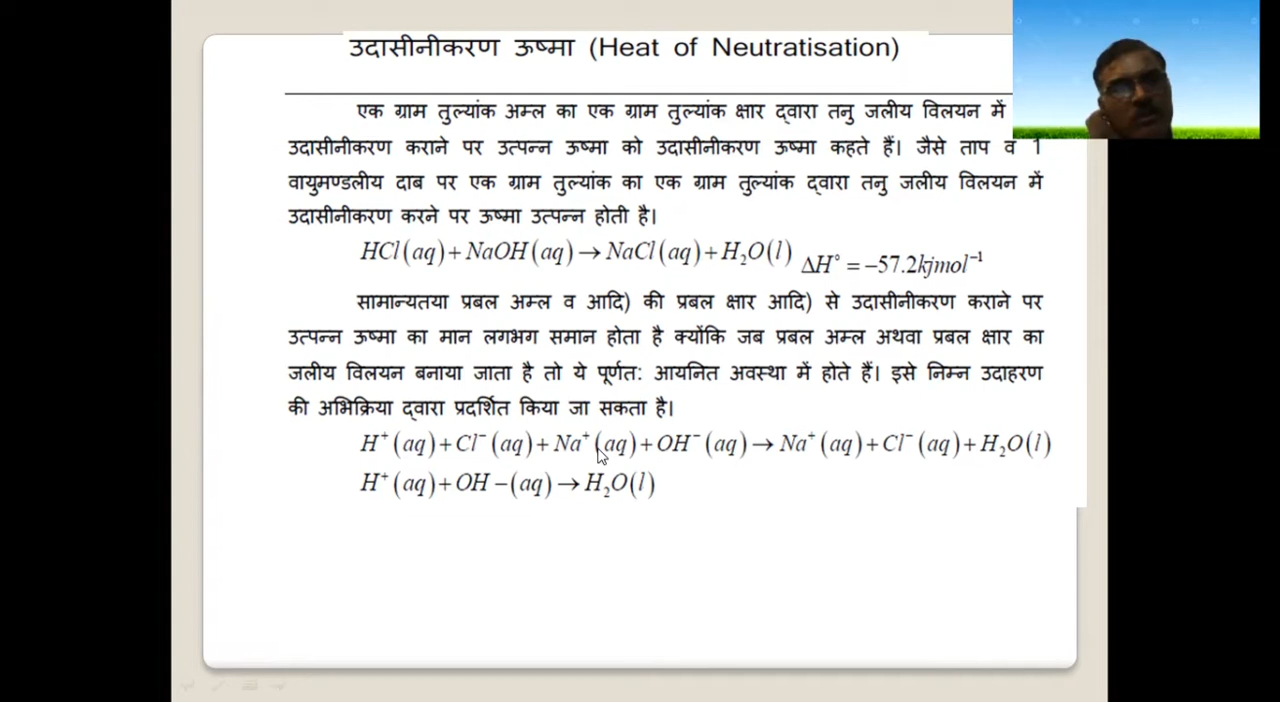 उदासीनीकरण ऊष्मा (Heat of Neutratisation)
एक ग्राम तुल्यांक अम्ल का एक ग्राम तुल्यांक क्षार द्वारा तनु जलीय विलयन में
उदासीनीकरण कराने पर उत्पन्न ऊष्मा को उदासीनीकरण ऊष्मा कहते हैं। जैसे ताप व 1
वायुमण्डलीय दाब पर एक ग्राम तुल्यांक का एक ग्राम तुल्यांक द्वारा तनु जलीय विलयन में
उदासीनीकरण करने पर ऊष्मा उत्पन्न होती है।
HCl(aq)+NaOH(aq)→NaCl(aq)+H₂O(l) ΔH°=−57.2kjmol⁻¹
सामान्यतया प्रबल अम्ल व आदि) की प्रबल क्षार आदि) से उदासीनीकरण कराने पर
उत्पन्न ऊष्मा का मान लगभग समान होता है क्योंकि जब प्रबल अम्ल अथवा प्रबल क्षार का
जलीय विलयन बनाया जाता है तो ये पूर्णत: आयनित अवस्था में होते हैं। इसे निम्न उदाहरण
की अभिक्रिया द्वारा प्रदर्शित किया जा सकता है।
H⁺(aq)+Cl⁻(aq)+Na⁺(aq)+OH⁻(aq)→Na⁺(aq)+Cl⁻(aq)+H₂O(l)
H⁺(aq)+OH−(aq)→H₂O(l)